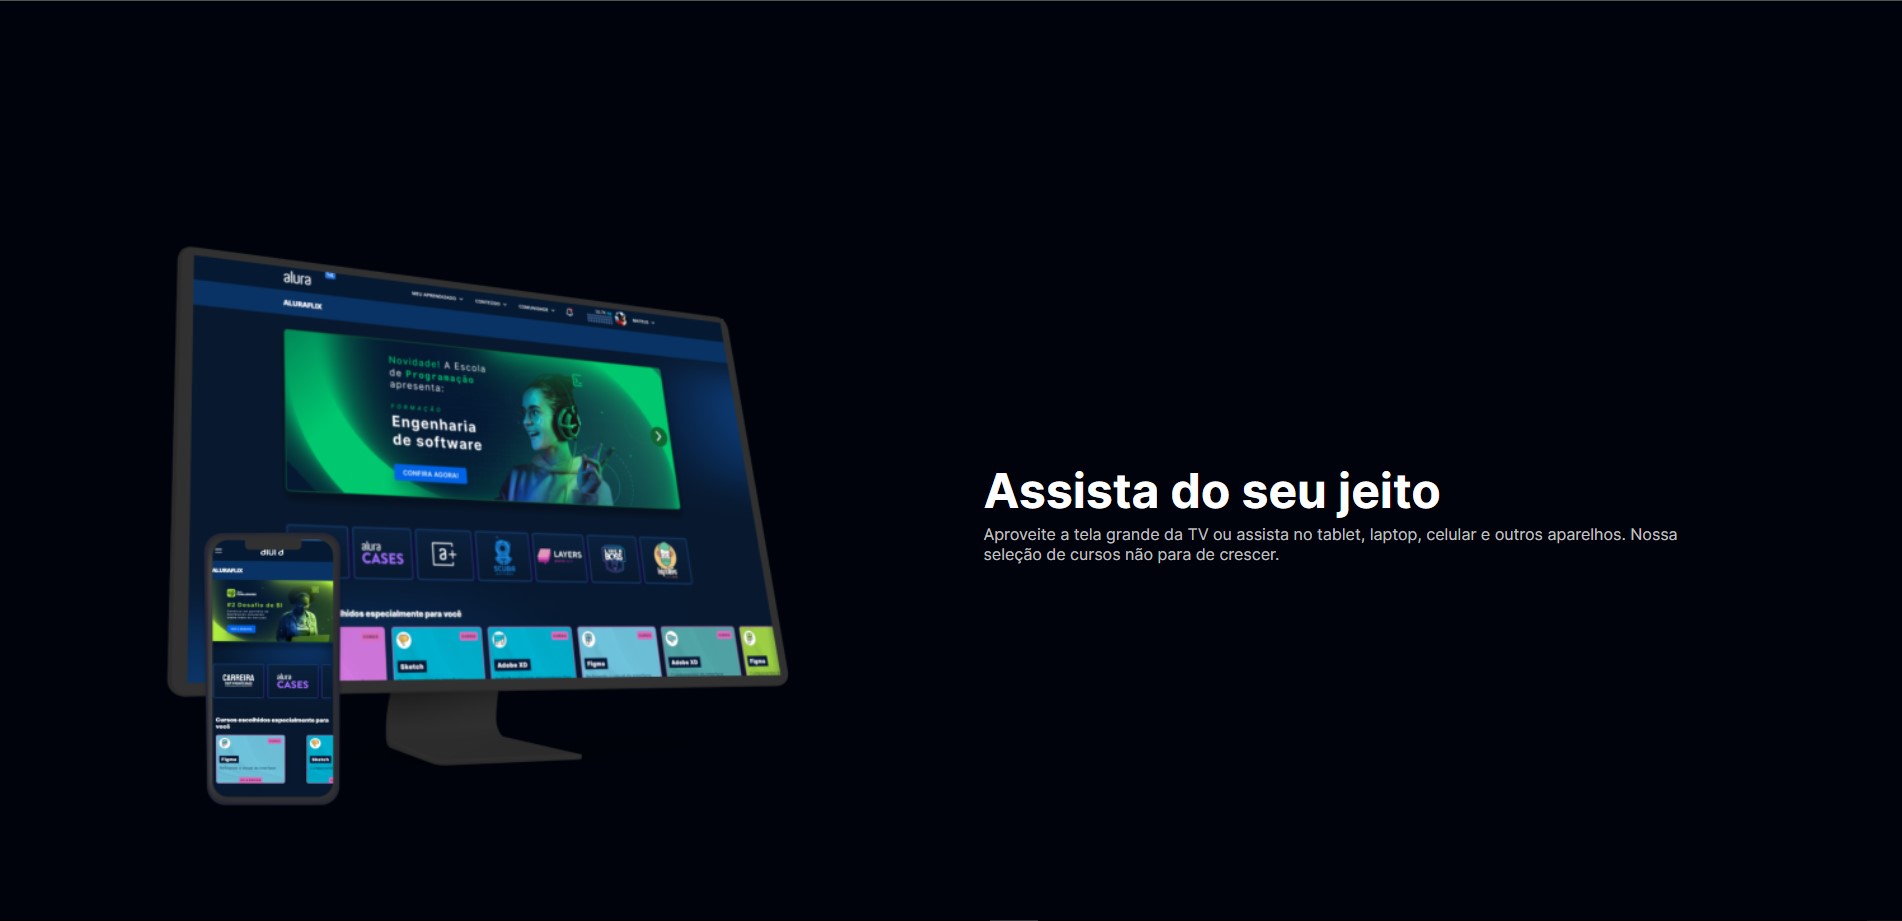 alura
MEU APRENDIZADO
CONTEÚDO
COMUNIDADE
MATEUS
ALURAFLIX
Novidade! A Escola
de Programação
apresenta:
FORMAÇÃO
Engenharia
de software
CONFIRA AGORA!
alura
CASES
a+
SCUBA
LAYERS
hidos especialmente para você
Sketch
Adobe XD
Figma
Adobe XD
Figma
alura
ALURAFLIX
#2 Desafio de BI
CARREIRA
alura
CASES
Cursos escolhidos especialmente para
você
Figma
Sketch
Assista do seu jeito
Aproveite a tela grande da TV ou assista no tablet, laptop, celular e outros aparelhos. Nossa
seleção de cursos não para de crescer.